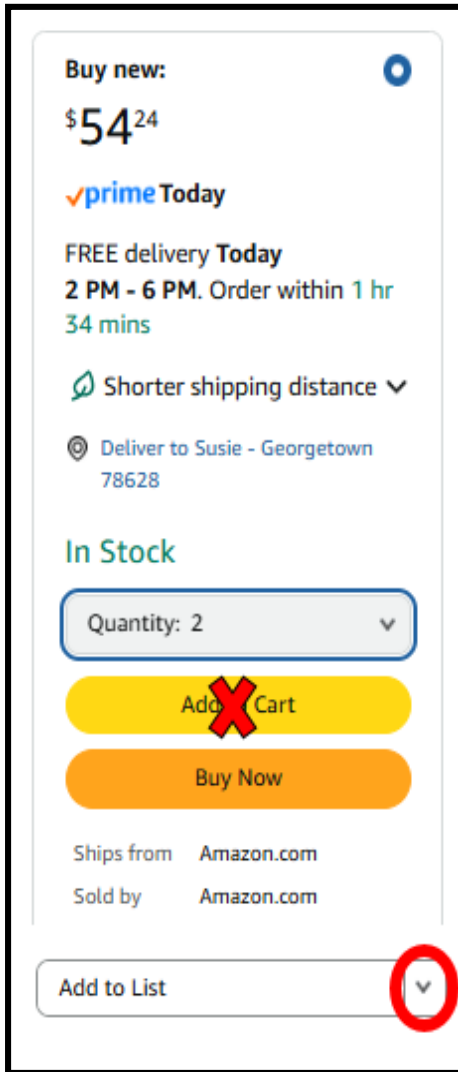 Buy new:
$54 24
prime Today
FREE delivery Today
2 PM - 6 PM. Order within 1 hr
34 mins
Shorter shipping distance
Deliver to Susie - Georgetown
78628
In Stock
Quantity: 2
Add Cart
Buy Now
Ships from Amazon.com
Sold by Amazon.com
Add to List